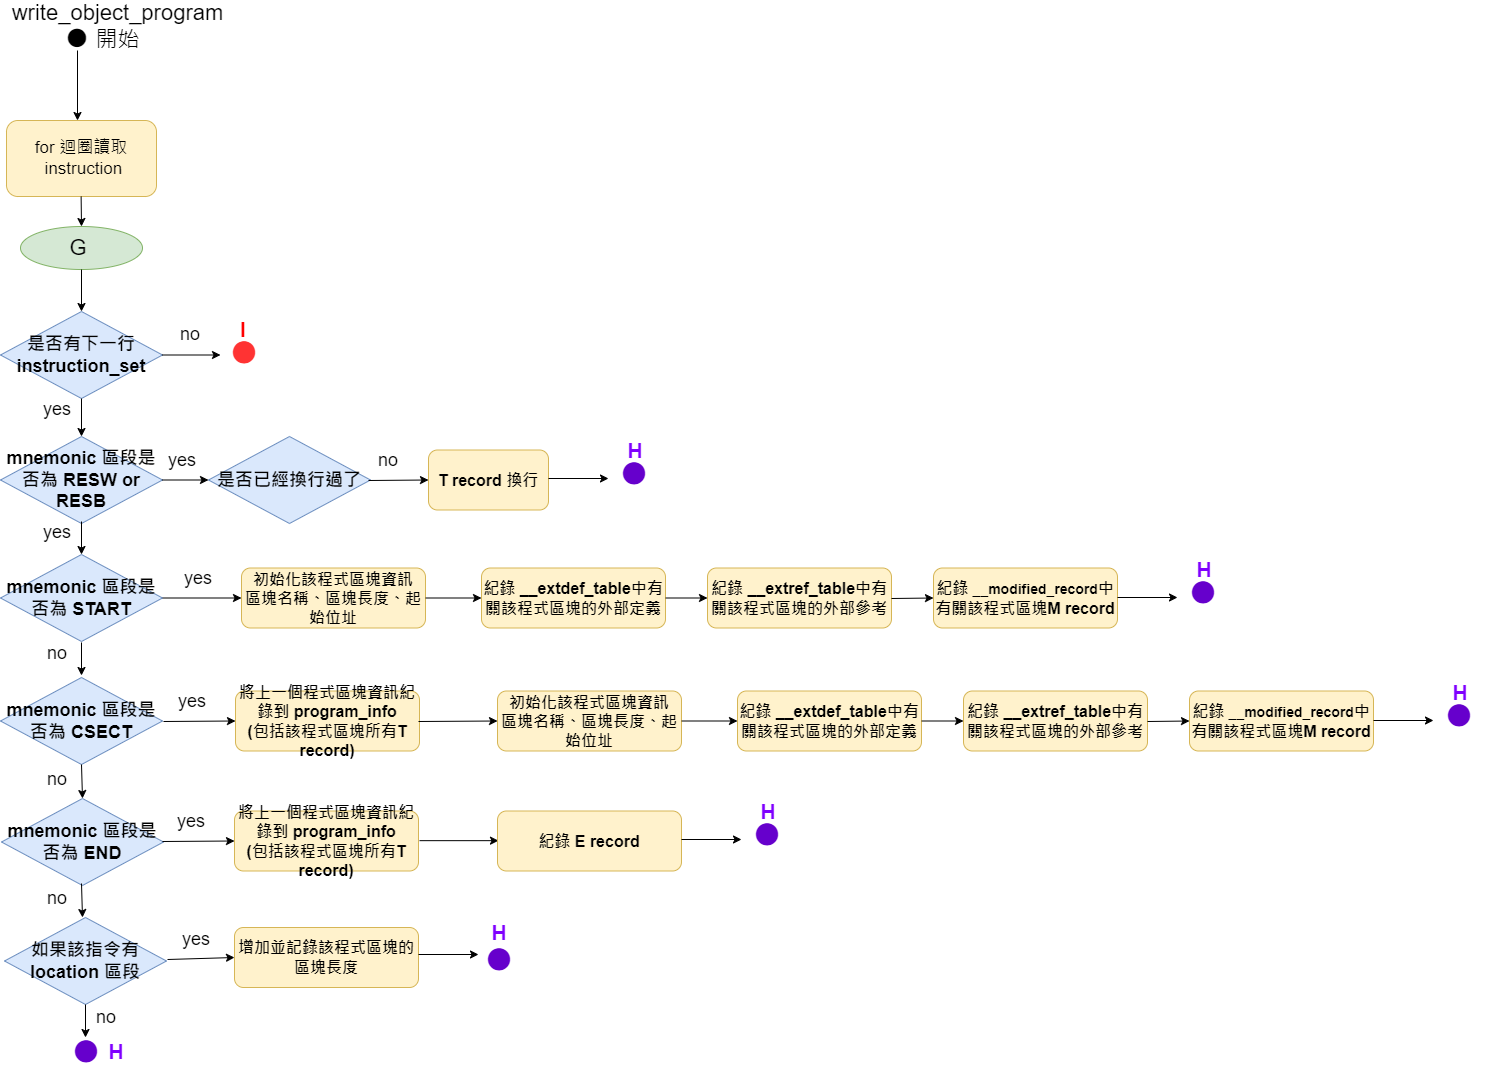 write_object_program
開始
for 迴圈讀取
instruction
G
是否有下一行
instruction_set
no
I
yes
mnemonic 區段是
否為 RESW or
RESB
yes
是否已經換行過了
no
T record 換行
H
yes
mnemonic 區段是
否為 START
yes
初始化該程式區塊資訊
區塊名稱、區塊長度、起
始位址
紀錄 __extdef_table中有
關該程式區塊的外部定義
紀錄 __extref_table中有
關該程式區塊的外部參考
紀錄 __modified_record中
有關該程式區塊M record
H
no
mnemonic 區段是
否為 CSECT
yes
將上一個程式區塊資訊紀
錄到 program_info
(包括該程式區塊所有T
record)
初始化該程式區塊資訊
區塊名稱、區塊長度、起
始位址
紀錄 __extdef_table中有
關該程式區塊的外部定義
紀錄 __extref_table中有
關該程式區塊的外部參考
紀錄 __modified_record中
有關該程式區塊M record
H
no
mnemonic 區段是
否為 END
yes
將上一個程式區塊資訊紀
錄到 program_info
(包括該程式區塊所有T
record)
紀錄 E record
H
no
如果該指令有
location 區段
yes
增加並記錄該程式區塊的
區塊長度
H
no
H